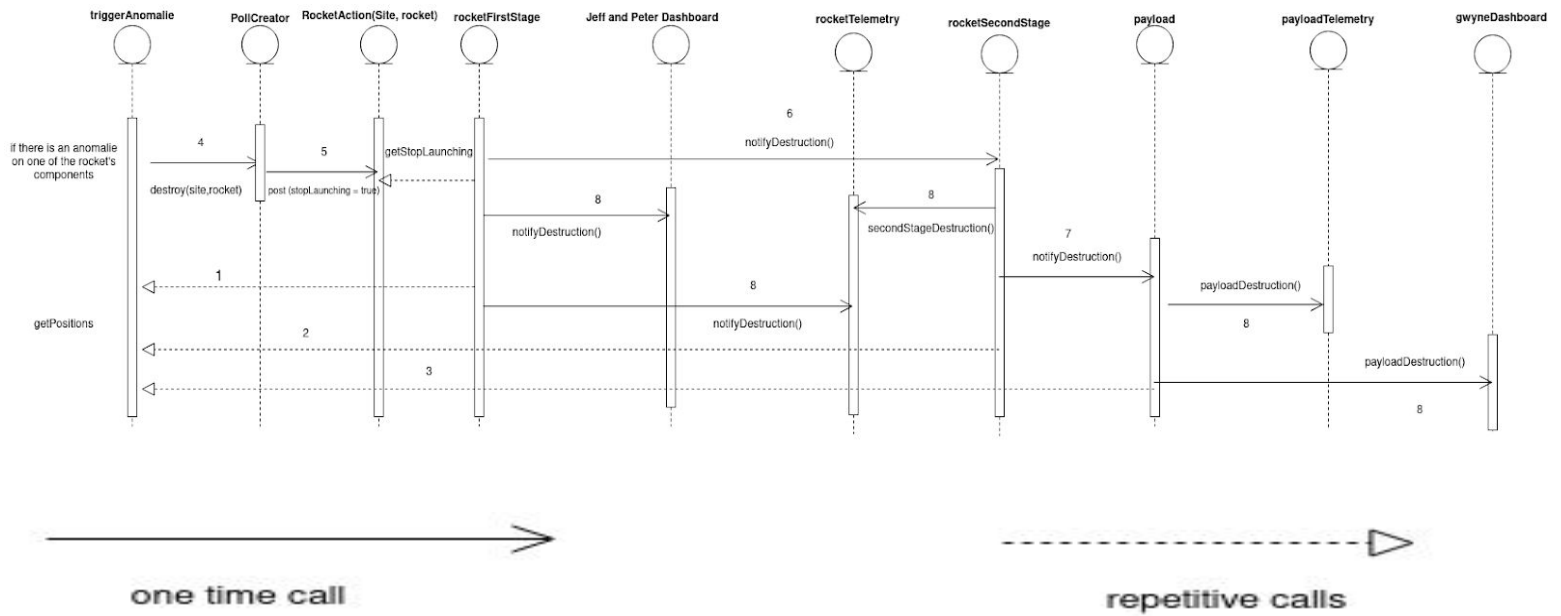 triggerAnomalie
PollCreator
RocketAction(Site, rocket)
rocketFirstStage
Jeff and Peter Dashboard
rocketTelemetry
rocketSecondStage
payload
payloadTelemetry
gwyneDashboard
if there is an anomalie
on one of the rocket's
components
4
destroy(site,rocket)
5
post (stopLaunching = true)
getStopLaunching
6
notifyDestruction()
8
notifyDestruction()
8
secondStageDestruction()
7
notifyDestruction()
1
8
notifyDestruction()
payloadDestruction()
8
getPositions
2
3
payloadDestruction()
8
one time call
repetitive calls